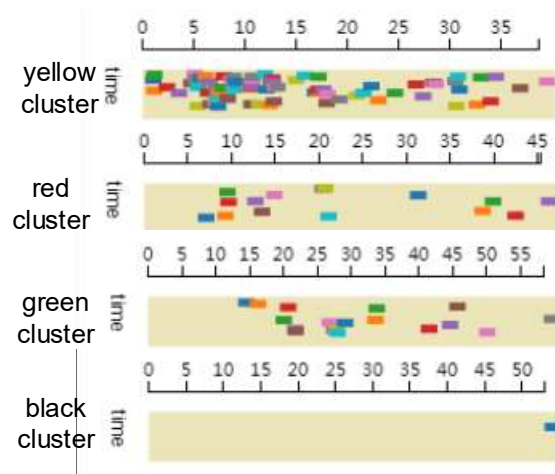 0 5 10 15 20 25 30 35
yellow cluster
time
0 5 10 15 20 25 30 35 40 45
red cluster
time
0 5 10 15 20 25 30 35 40 45 50 55
green cluster
time
0 5 10 15 20 25 30 35 40 45 50
black cluster
time